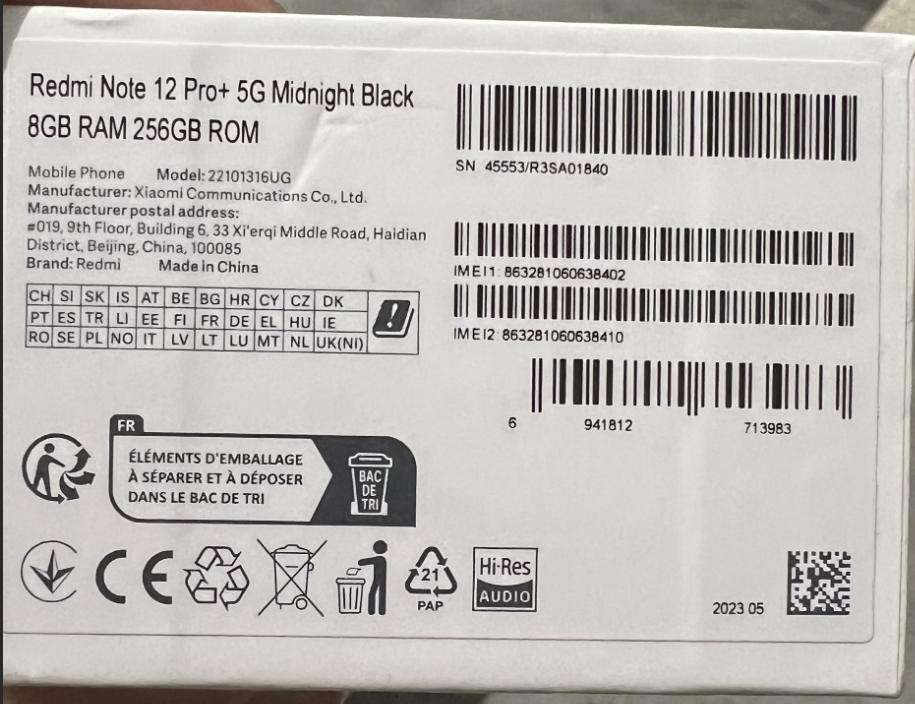 Redmi Note 12 Pro+ 5G Midnight Black
8GB RAM 256GB ROM
Mobile Phone Model: 22101316UG
Manufacturer: Xiaomi Communications Co., Ltd.
Manufacturer postal address:
#019, 9th Floor, Building 6, 33 Xi'erqi Middle Road, Haidian
District, Beijing, China, 100085
Brand: Redmi Made in China
CH SI SK IS AT BE BG HR CY CZ DK
PT ES TR LI EE FI FR DE EL HU IE
RO SE PL NO IT LV LT LU MT NL UK(NI)
SN 45553/R3SA01840
IMEI1: 863281060638402
IMEI2: 863281060638410
6 941812 713983
FR
ÉLÉMENTS D'EMBALLAGE
À SÉPARER ET À DÉPOSER
DANS LE BAC DE TRI
BAC
DE
TRI
CE
21
PAP
Hi-Res
AUDIO
2023 05